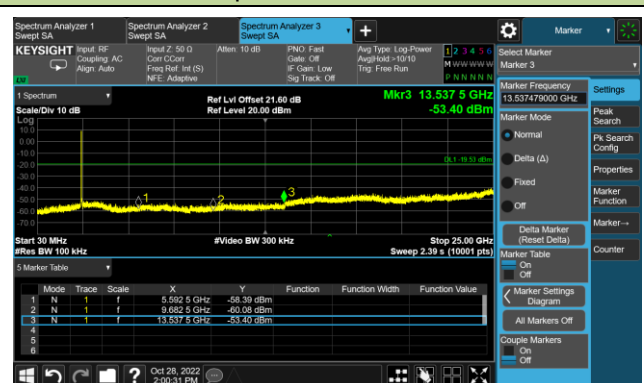 Spectrum Analyzer 1
Swept SA
Spectrum Analyzer 2
Swept SA
Spectrum Analyzer 3
Swept SA
+
Marker
KEYSIGHT
Input: RF
Coupling: AC
Align: Auto
Input Z: 50 Ω
Corr CCorr
Freq Ref: Int (S)
NFE: Adaptive
Atten: 10 dB
PNO: Fast
Gate: Off
IF Gain: Low
Sig Track: Off
Avg Type: Log-Power
Avg|Hold:>10/10
Trig: Free Run
1 2 3 4 5 6
M W W W W W
P N N N N N
Select Marker
Marker 3
1 Spectrum
Scale/Div 10 dB
Log
Ref Lvl Offset 21.60 dB
Ref Level 20.00 dBm
Mkr3 13.537 5 GHz
-53.40 dBm
10.0
0.00
-10.0
-20.0
-30.0
-40.0
-50.0
-60.0
-70.0
DL1 -19.53 dBm
1
2
3
Start 30 MHz
#Res BW 100 kHz
#Video BW 300 kHz
Stop 25.00 GHz
Sweep 2.39 s (10001 pts)
5 Marker Table
Mode Trace Scale X Y Function Function Width Function Value
1 N 1 f 5.592 5 GHz -58.39 dBm
2 N 1 f 9.682 5 GHz -60.08 dBm
3 N 1 f 13.537 5 GHz -53.40 dBm
4
5
6
Marker Frequency
13.537479000 GHz
Marker Mode
Normal
Delta (Δ)
Fixed
Off
Delta Marker
(Reset Delta)
Marker Table
On
Off
Marker Settings
Diagram
All Markers Off
Couple Markers
On
Off
Settings
Peak
Search
Pk Search
Config
Properties
Marker
Function
Marker→
Counter
Oct 28, 2022
2:00:31 PM